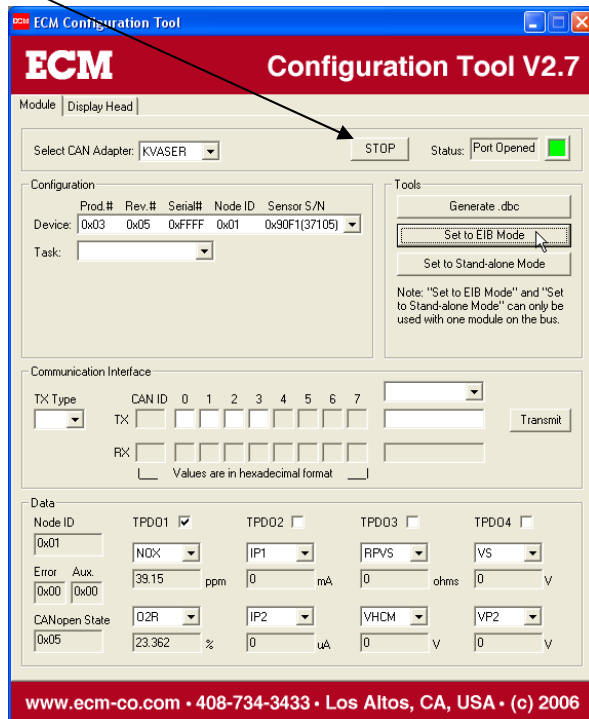 ECM ECM Configuration Tool
ECM Configuration Tool V2.7
Module Display Head
Select CAN Adapter: KVASER STOP Status: Port Opened
Configuration
Prod.# Rev.# Serial# Node ID Sensor S/N
Device: 0x03 0x05 0xFFFF 0x01 0x90F1(37105)
Task:
Tools
Generate .dbc
Set to EIB Mode
Set to Stand-alone Mode
Note: "Set to EIB Mode" and "Set
to Stand-alone Mode" can only be
used with one module on the bus.
Communication Interface
TX Type CAN ID 0 1 2 3 4 5 6 7
TX Transmit
RX
Values are in hexadecimal format
Data
Node ID TPDO1 TPDO2 TPDO3 TPDO4
0x01
NOX IP1 RPVS VS
Error Aux. 39.15 ppm 0 mA 0 ohms 0 V
0x00 0x00
CANopen State O2R IP2 VHCM VP2
0x05 23.362 % 0 uA 0 V 0 V
www.ecm-co.com • 408-734-3433 • Los Altos, CA, USA • (c) 2006